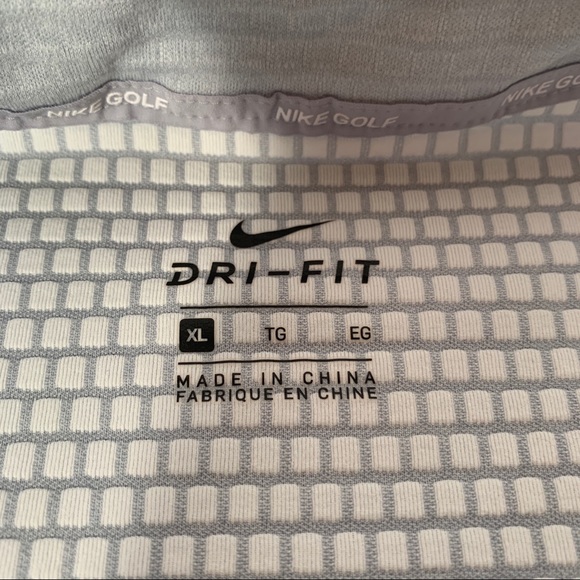 NIKE GOLF NIKE GOLF NIKE GOLF
DRI-FIT
XL TG EG
MADE IN CHINA
FABRIQUE EN CHINE